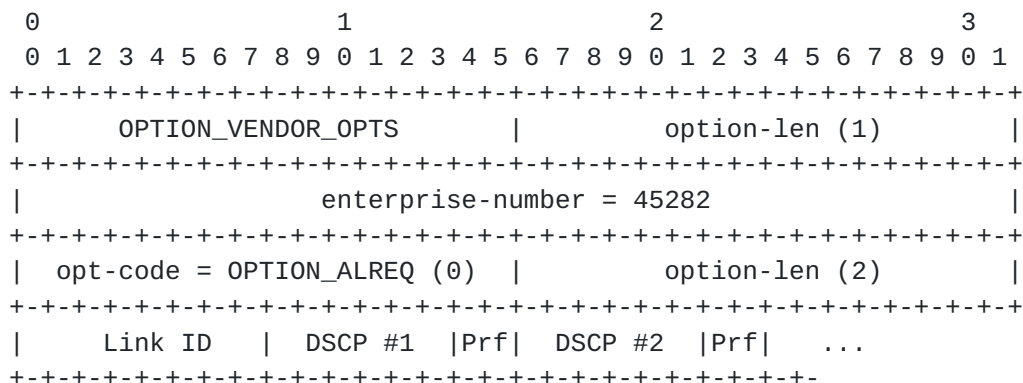 0                   1                   2                   3
 0 1 2 3 4 5 6 7 8 9 0 1 2 3 4 5 6 7 8 9 0 1 2 3 4 5 6 7 8 9 0 1
+-+-+-+-+-+-+-+-+-+-+-+-+-+-+-+-+-+-+-+-+-+-+-+-+-+-+-+-+-+-+-+-+
|      OPTION_VENDOR_OPTS       |         option-len (1)        |
+-+-+-+-+-+-+-+-+-+-+-+-+-+-+-+-+-+-+-+-+-+-+-+-+-+-+-+-+-+-+-+-+
|                   enterprise-number = 45282                   |
+-+-+-+-+-+-+-+-+-+-+-+-+-+-+-+-+-+-+-+-+-+-+-+-+-+-+-+-+-+-+-+-+
|  opt-code = OPTION_ALREQ (0)  |         option-len (2)        |
+-+-+-+-+-+-+-+-+-+-+-+-+-+-+-+-+-+-+-+-+-+-+-+-+-+-+-+-+-+-+-+-+
|     Link ID   |  DSCP #1  |Prf|  DSCP #2  |Prf|   ...
+-+-+-+-+-+-+-+-+-+-+-+-+-+-+-+-+-+-+-+-+-+-+-+-+-+-